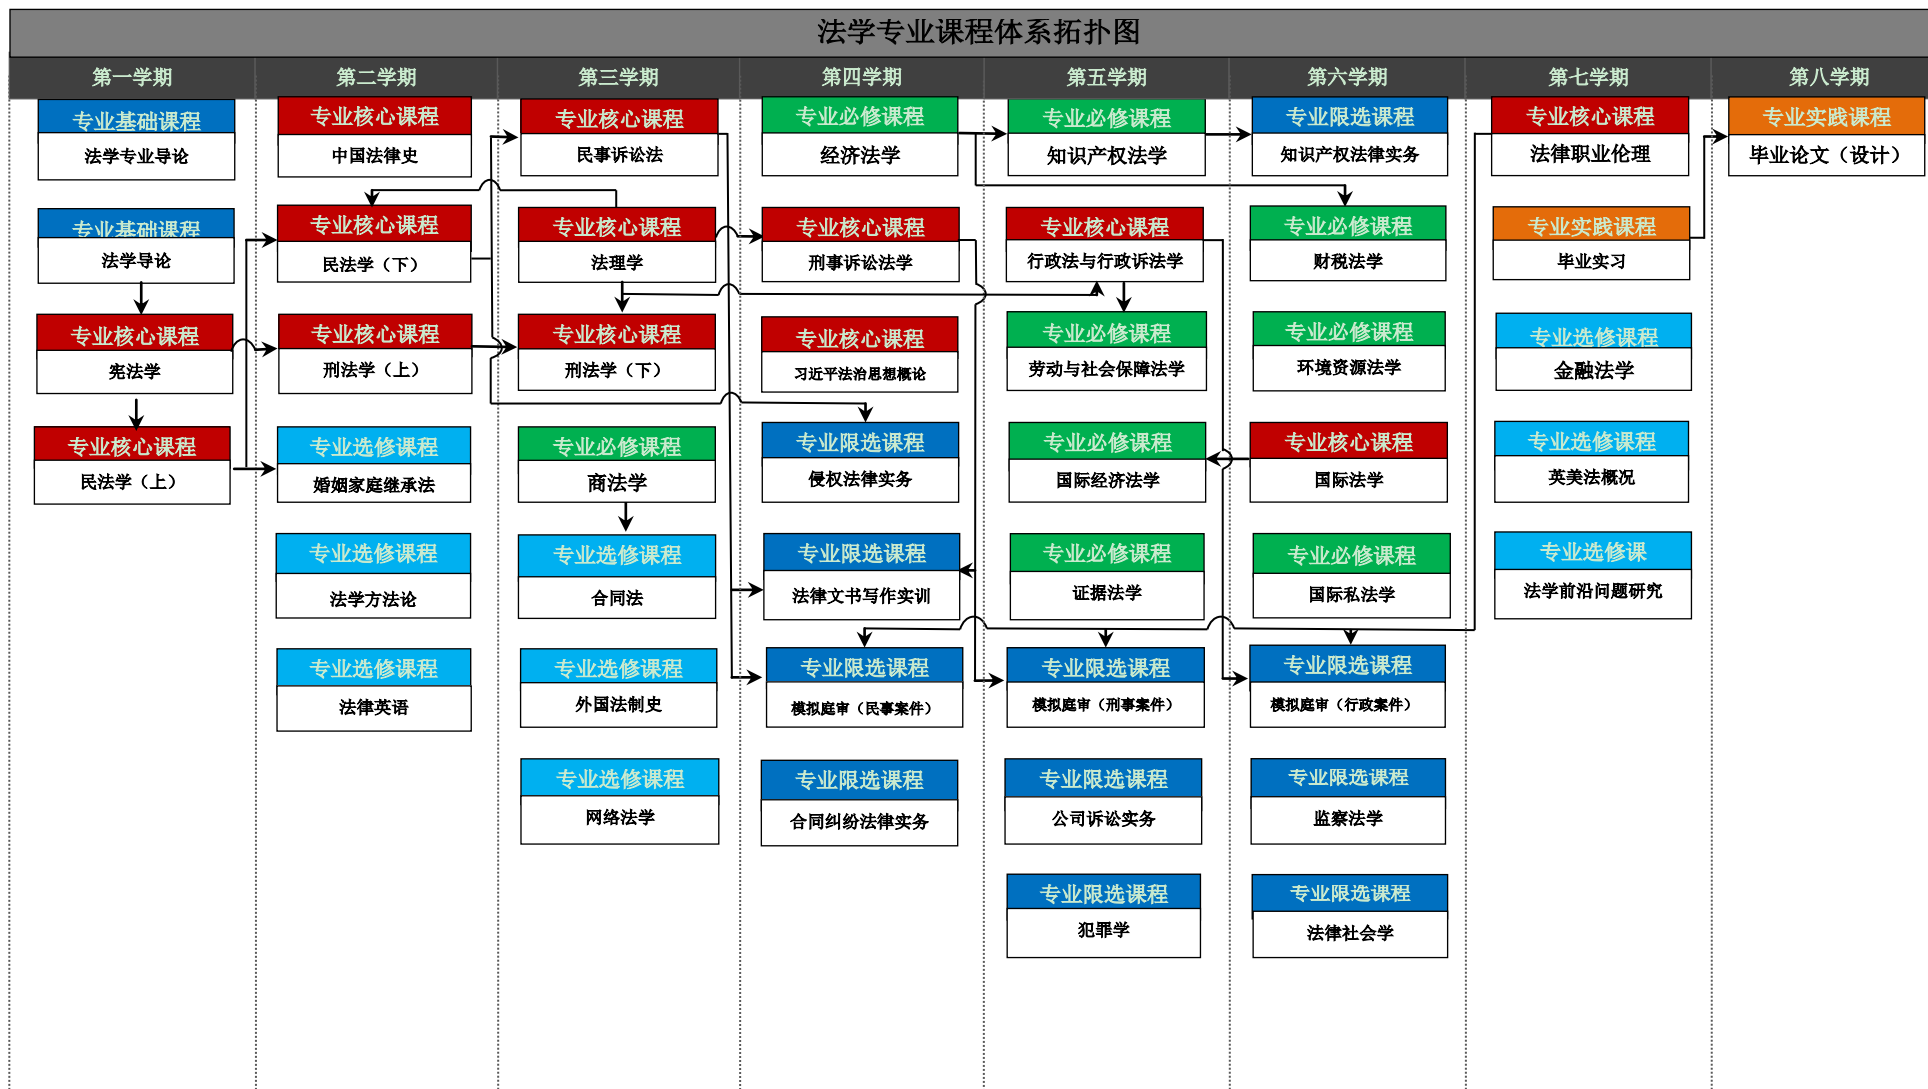 法学专业课程体系拓扑图
第一学期
第二学期
第三学期
第四学期
第五学期
第六学期
第七学期
第八学期
专业基础课程
法学专业导论
专业基础课程
法学导论
专业核心课程
宪法学
专业核心课程
民法学（上）
专业核心课程
中国法律史
专业核心课程
民法学（下）
专业核心课程
刑法学（上）
专业选修课程
婚姻家庭继承法
专业选修课程
法学方法论
专业选修课程
法律英语
专业核心课程
民事诉讼法
专业核心课程
法理学
专业核心课程
刑法学（下）
专业必修课程
商法学
专业选修课程
合同法
专业选修课程
外国法制史
专业选修课程
网络法学
专业必修课程
经济法学
专业核心课程
刑事诉讼法学
专业核心课程
习近平法治思想概论
专业限选课程
侵权法律实务
专业限选课程
法律文书写作实训
专业限选课程
模拟庭审（民事案件）
专业限选课程
合同纠纷法律实务
专业必修课程
知识产权法学
专业核心课程
行政法与行政诉法学
专业必修课程
劳动与社会保障法学
专业必修课程
国际经济法学
专业必修课程
证据法学
专业限选课程
模拟庭审（刑事案件）
专业限选课程
公司诉讼实务
专业限选课程
犯罪学
专业限选课程
知识产权法律实务
专业必修课程
财税法学
专业必修课程
环境资源法学
专业核心课程
国际法学
专业必修课程
国际私法学
专业限选课程
模拟庭审（行政案件）
专业限选课程
监察法学
专业限选课程
法律社会学
专业核心课程
法律职业伦理
专业实践课程
毕业实习
专业选修课程
金融法学
专业选修课程
英美法概况
专业选修课
法学前沿问题研究
专业实践课程
毕业论文（设计）